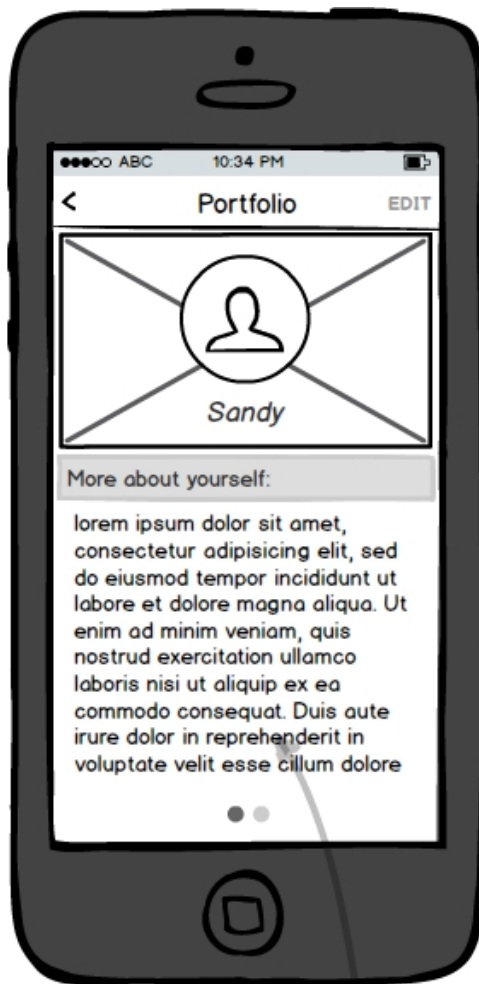 ABC 10:34 PM
< Portfolio EDIT
Sandy
More about yourself:
lorem ipsum dolor sit amet,
consectetur adipisicing elit, sed
do eiusmod tempor incididunt ut
labore et dolore magna aliqua. Ut
enim ad minim veniam, quis
nostrud exercitation ullamco
laboris nisi ut aliquip ex ea
commodo consequat. Duis aute
irure dolor in reprehenderit in
voluptate velit esse cillum dolore